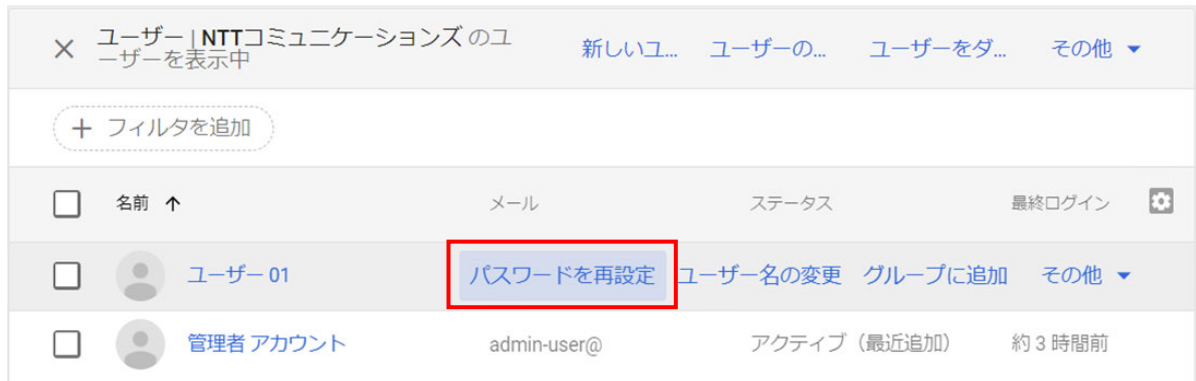 ユーザー | NTTコミュニケーションズ のユ
ーザーを表示中
新しいユ... ユーザーの... ユーザーをダ... その他
フィルタを追加
名前 メール ステータス 最終ログイン
ユーザー 01 パスワードを再設定 ユーザー名の変更 グループに追加 その他
管理者 アカウント admin-user@ アクティブ（最近追加） 約 3 時間前